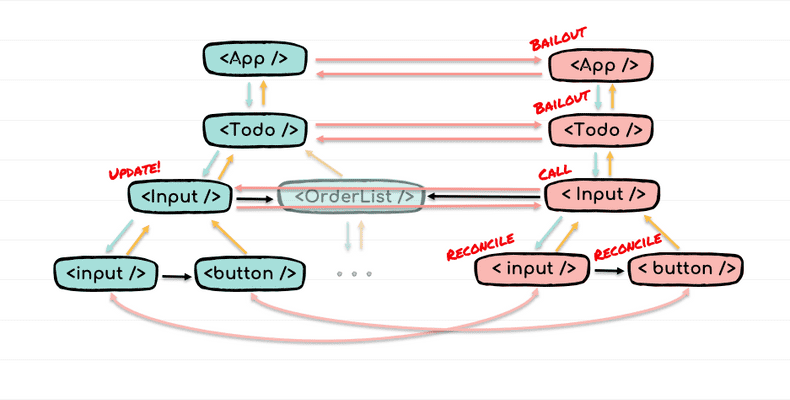 BAILOUT
<App />
<App />
BAILOUT
<Todo />
<Todo />
UPDATE!
CALL
<Input />
<OrderList />
< Input />
RECONCILE
RECONCILE
<input />
<button />
...
< input />
< button />